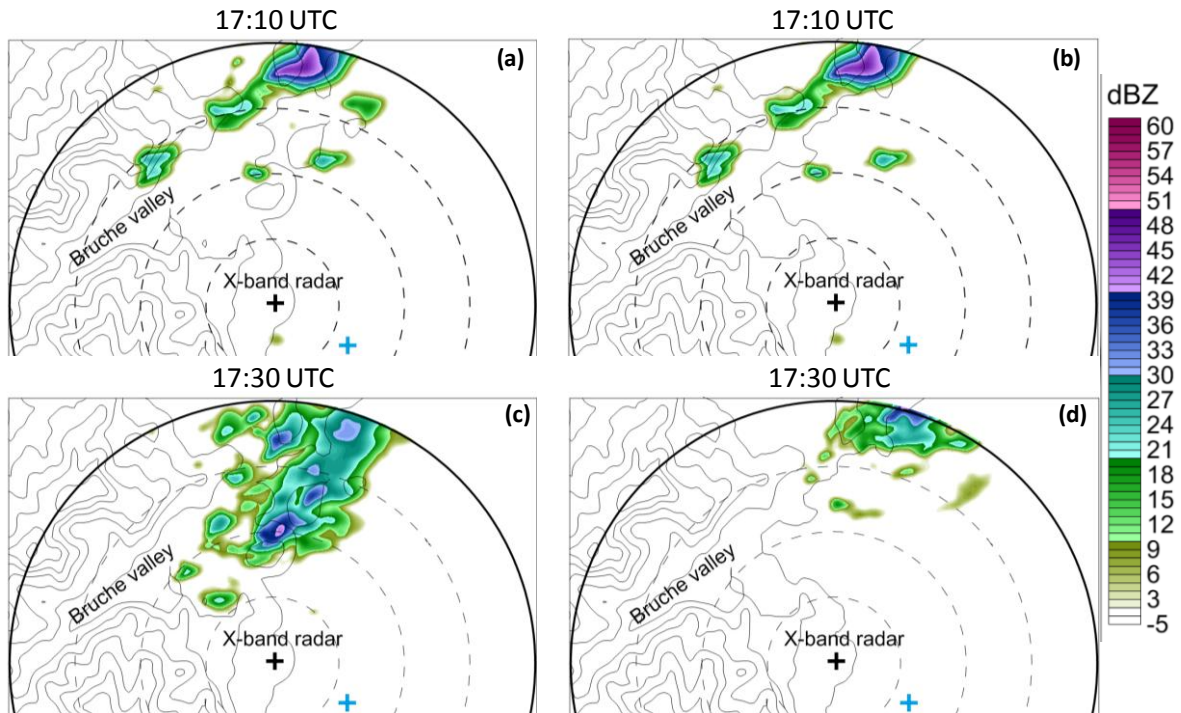 17:10 UTC
17:10 UTC
(a)
(b)
Bruche valley
X-band radar
Bruche valley
X-band radar
17:30 UTC
17:30 UTC
(c)
(d)
Bruche valley
X-band radar
Bruche valley
X-band radar
dBZ
60
57
54
51
48
45
42
39
36
33
30
27
24
21
18
15
12
9
6
3
-5